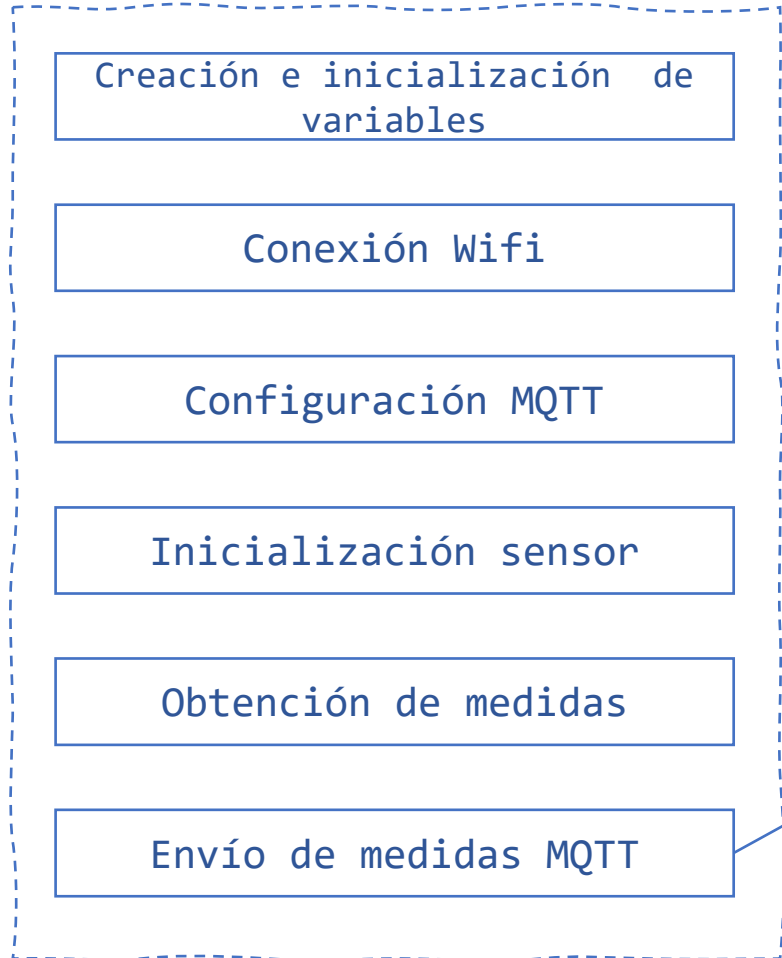 Creación e inicialización de
variables
Conexión Wifi
Configuración MQTT
Inicialización sensor
Obtención de medidas
Envío de medidas MQTT